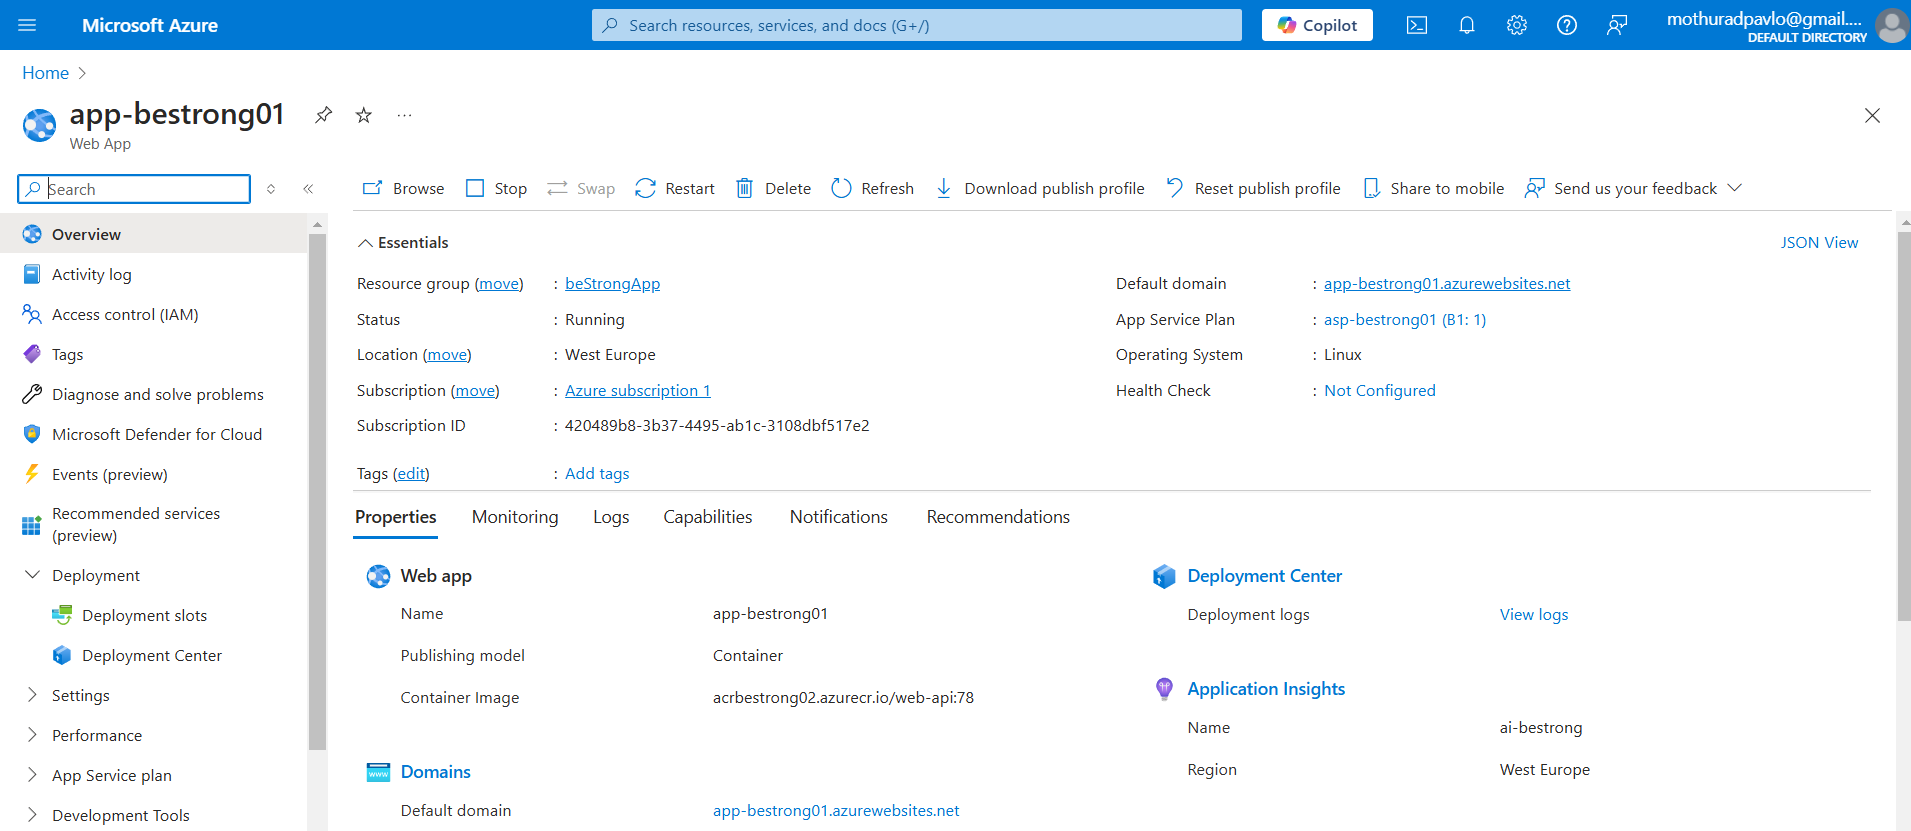 Microsoft Azure
Search resources, services, and docs (G+/)
Copilot
mothuradpavlo@gmail....
DEFAULT DIRECTORY
Home
app-bestrong01
Web App
Search
Browse Stop Swap Restart Delete Refresh Download publish profile Reset publish profile Share to mobile Send us your feedback
Overview
Activity log
Access control (IAM)
Tags
Diagnose and solve problems
Microsoft Defender for Cloud
Events (preview)
Recommended services
(preview)
Deployment
Deployment slots
Deployment Center
Settings
Performance
App Service plan
Development Tools
Essentials
JSON View
Resource group (move) : beStrongApp
Status : Running
Location (move) : West Europe
Subscription (move) : Azure subscription 1
Subscription ID : 420489b8-3b37-4495-ab1c-3108dbf517e2
Tags (edit) : Add tags
Default domain : app-bestrong01.azurewebsites.net
App Service Plan : asp-bestrong01 (B1: 1)
Operating System : Linux
Health Check : Not Configured
Properties Monitoring Logs Capabilities Notifications Recommendations
Web app
Name app-bestrong01
Publishing model Container
Container Image acrbestrong02.azurecr.io/web-api:78
www
Domains
Default domain app-bestrong01.azurewebsites.net
Deployment Center
Deployment logs View logs
Application Insights
Name ai-bestrong
Region West Europe